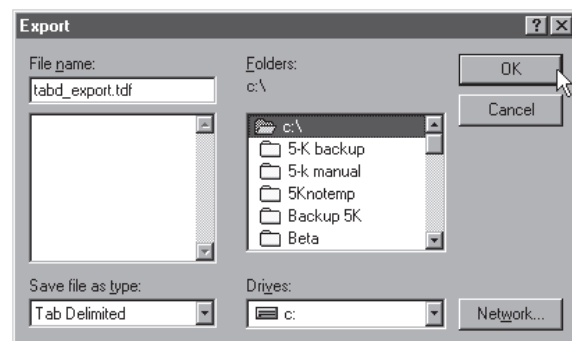 Export
File name:
tabd_export.tdf
Folders:
c:\
c:\
5-K backup
5-k manual
5Knotemp
Backup 5K
Beta
OK
Cancel
Save file as type:
Tab Delimited
Drives:
c:
Network...